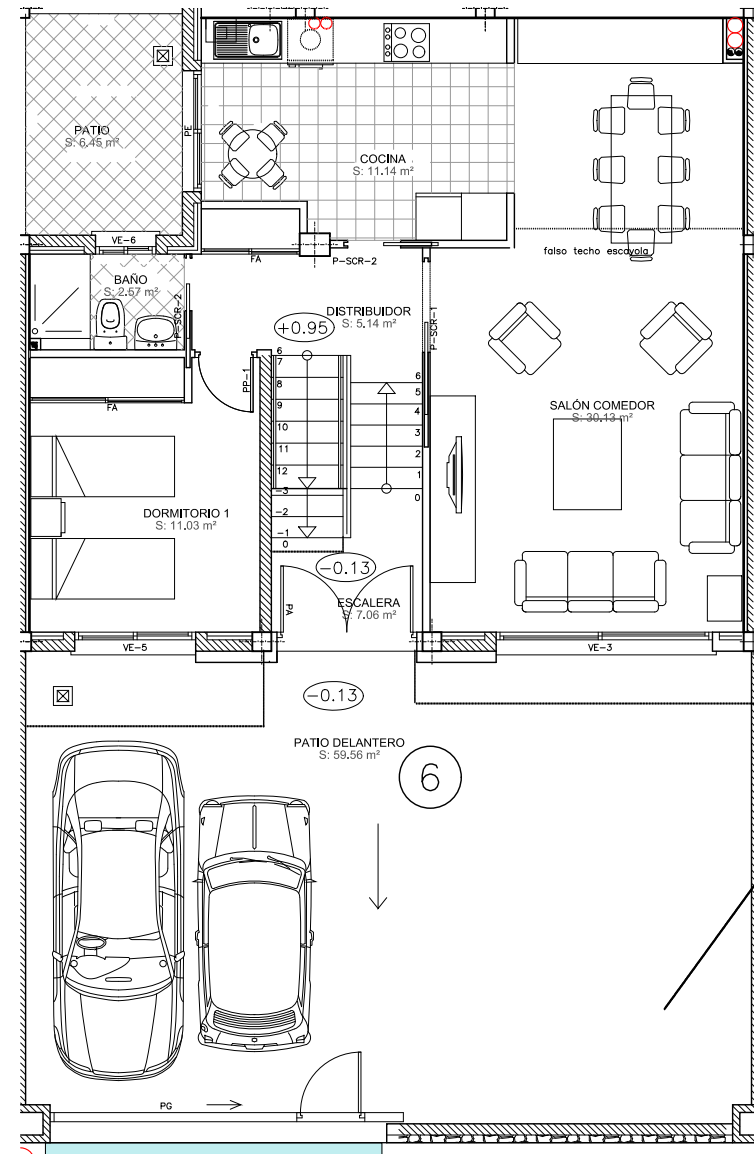 PATIO
S: 6.45 m²
PE
COCINA
S: 11.14 m²
VE-6
FA
P-SCR-2
falso techo escayola
BAÑO
S: 2.57 m²
P-SCR-2
DISTRIBUIDOR
S: 5.14 m²
+0.95
P-SCR-1
PP-1
FA
6
7
8
9
10
11
12
-3
-2
-1
0
6
5
4
3
2
1
0
SALÓN COMEDOR
S: 30.13 m²
DORMITORIO 1
S: 11.03 m²
-0.13
PA
ESCALERA
S: 7.06 m²
VE-5
VE-3
-0.13
PATIO DELANTERO
S: 59.56 m²
6
PG